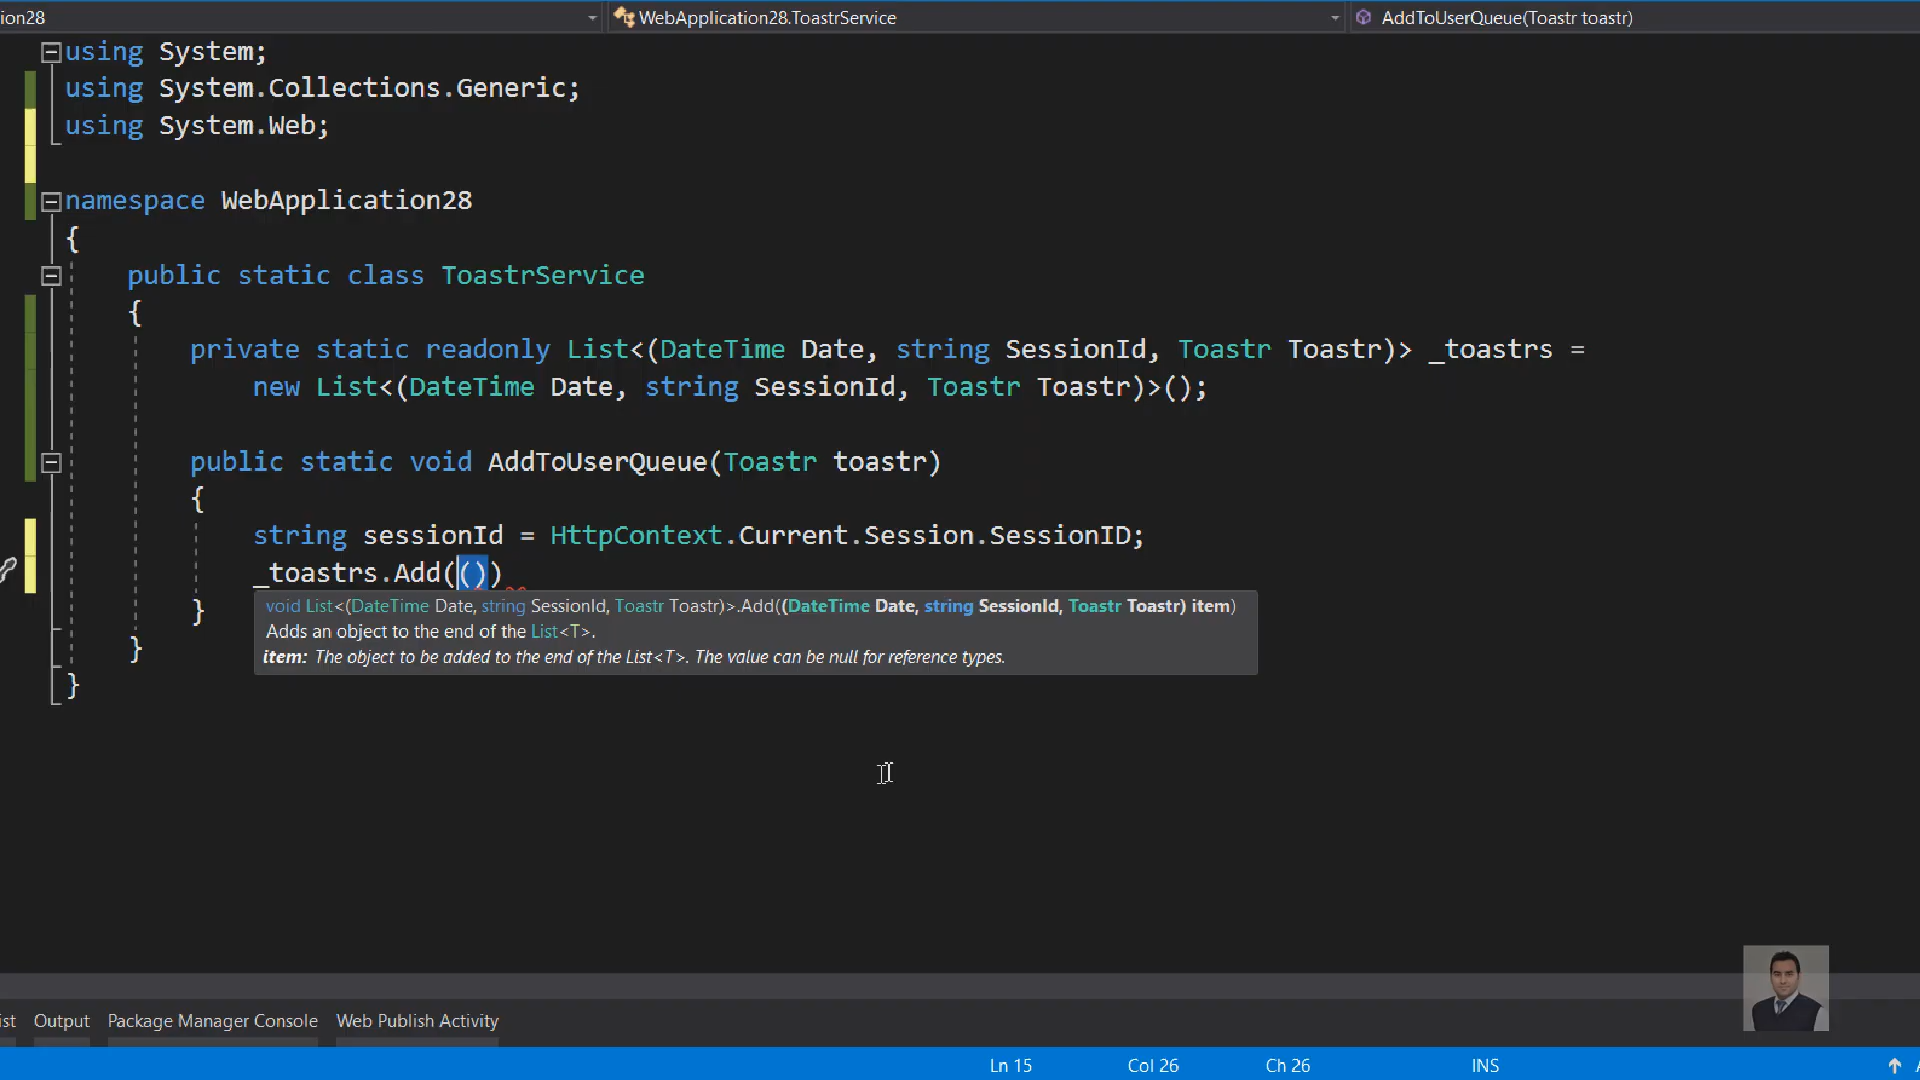 ion28 WebApplication28.ToastrService AddToUserQueue(Toastr toastr)
using System;
using System.Collections.Generic;
using System.Web;
namespace WebApplication28
{
public static class ToastrService
{
private static readonly List<(DateTime Date, string SessionId, Toastr Toastr)> _toastrs =
new List<(DateTime Date, string SessionId, Toastr Toastr)>();
public static void AddToUserQueue(Toastr toastr)
{
string sessionId = HttpContext.Current.Session.SessionID;
_toastrs.Add(())
}
void List<(DateTime Date, string SessionId, Toastr Toastr)>.Add((DateTime Date, string SessionId, Toastr Toastr) item)
Adds an object to the end of the List<T>.
item: The object to be added to the end of the List<T>. The value can be null for reference types.
}
}
ist Output Package Manager Console Web Publish Activity
Ln 15 Col 26 Ch 26 INS